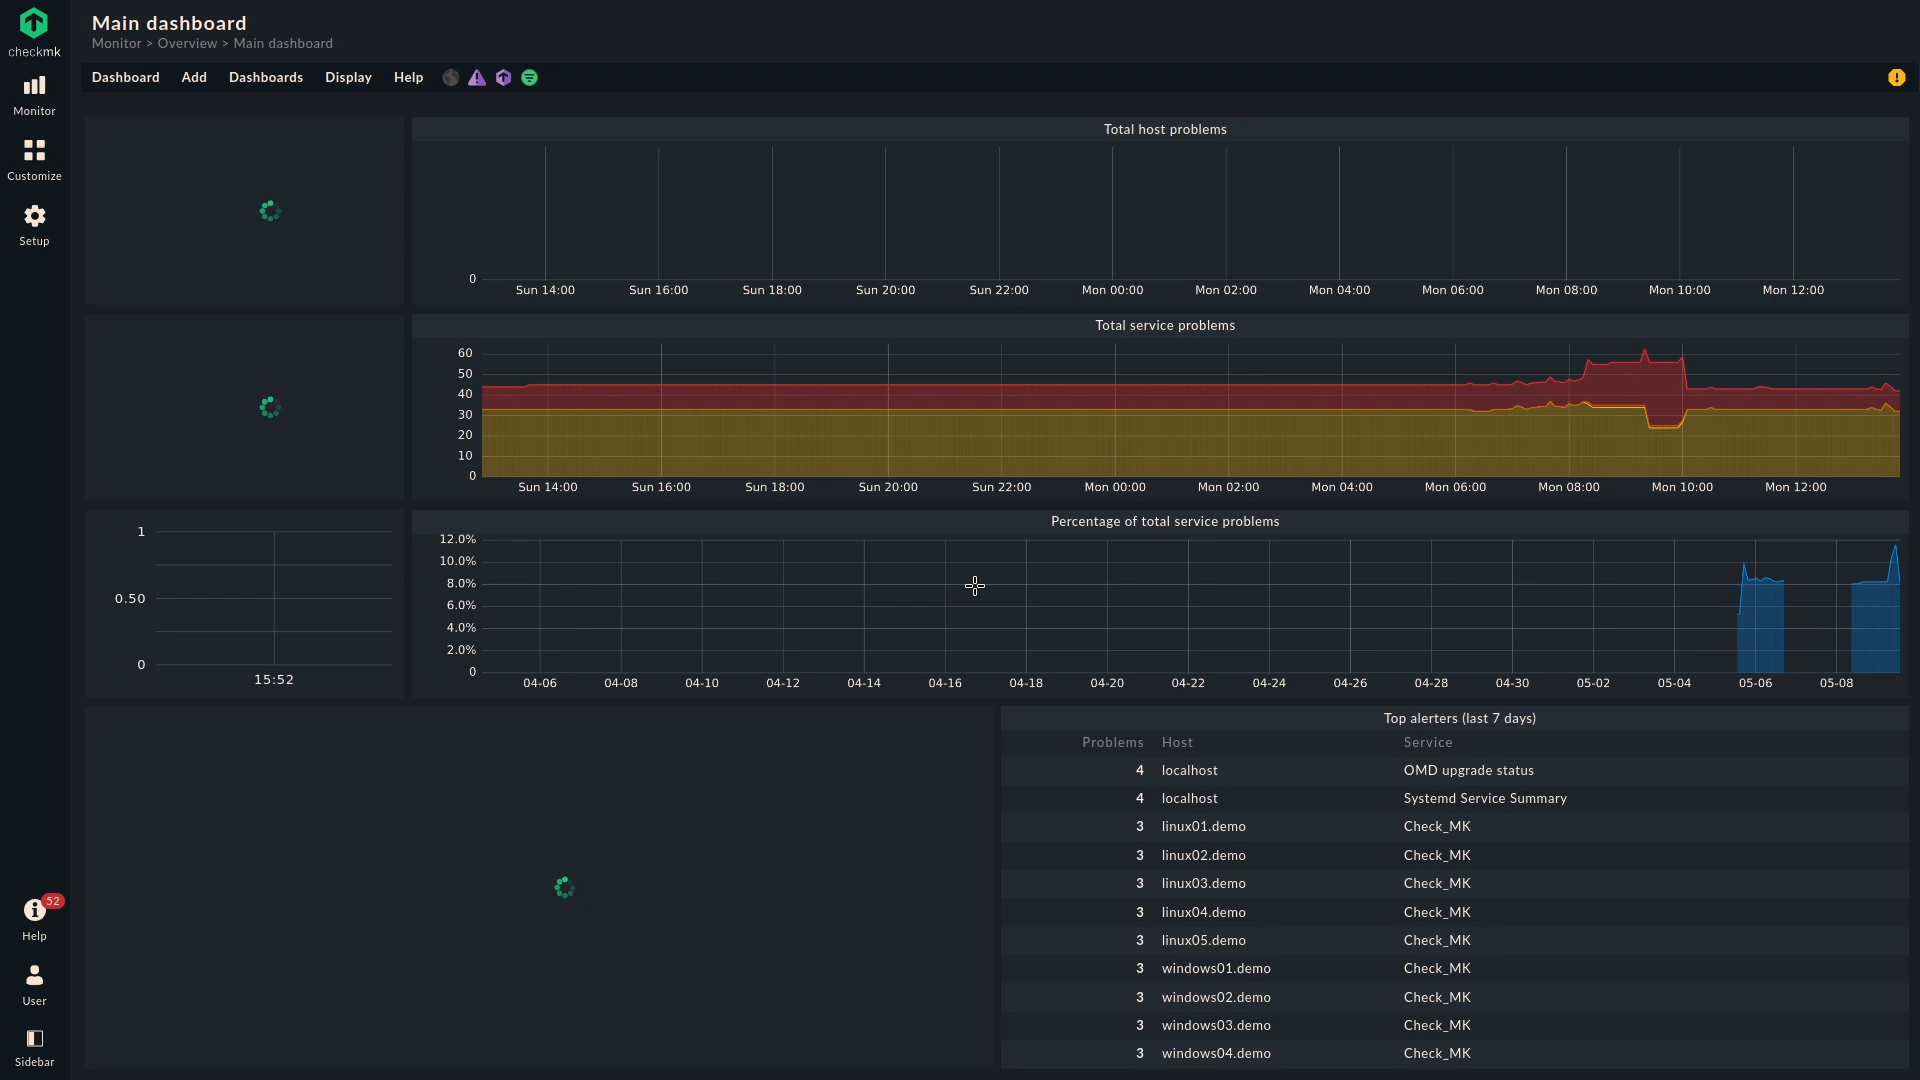 Main dashboard
Monitor > Overview > Main dashboard
checkmk
Dashboard Add Dashboards Display Help
Monitor
Customize
Setup
Total host problems
0
Sun 14:00 Sun 16:00 Sun 18:00 Sun 20:00 Sun 22:00 Mon 00:00 Mon 02:00 Mon 04:00 Mon 06:00 Mon 08:00 Mon 10:00 Mon 12:00
Total service problems
60
50
40
30
20
10
0
Sun 14:00 Sun 16:00 Sun 18:00 Sun 20:00 Sun 22:00 Mon 00:00 Mon 02:00 Mon 04:00 Mon 06:00 Mon 08:00 Mon 10:00 Mon 12:00
1
0.50
0
15:52
Percentage of total service problems
12.0%
10.0%
8.0%
6.0%
4.0%
2.0%
0
04-06 04-08 04-10 04-12 04-14 04-16 04-18 04-20 04-22 04-24 04-26 04-28 04-30 05-02 05-04 05-06 05-08
Top alerters (last 7 days)
Problems Host Service
4 localhost OMD upgrade status
4 localhost Systemd Service Summary
3 linux01.demo Check_MK
3 linux02.demo Check_MK
3 linux03.demo Check_MK
3 linux04.demo Check_MK
3 linux05.demo Check_MK
3 windows01.demo Check_MK
3 windows02.demo Check_MK
3 windows03.demo Check_MK
3 windows04.demo Check_MK
52
Help
User
Sidebar